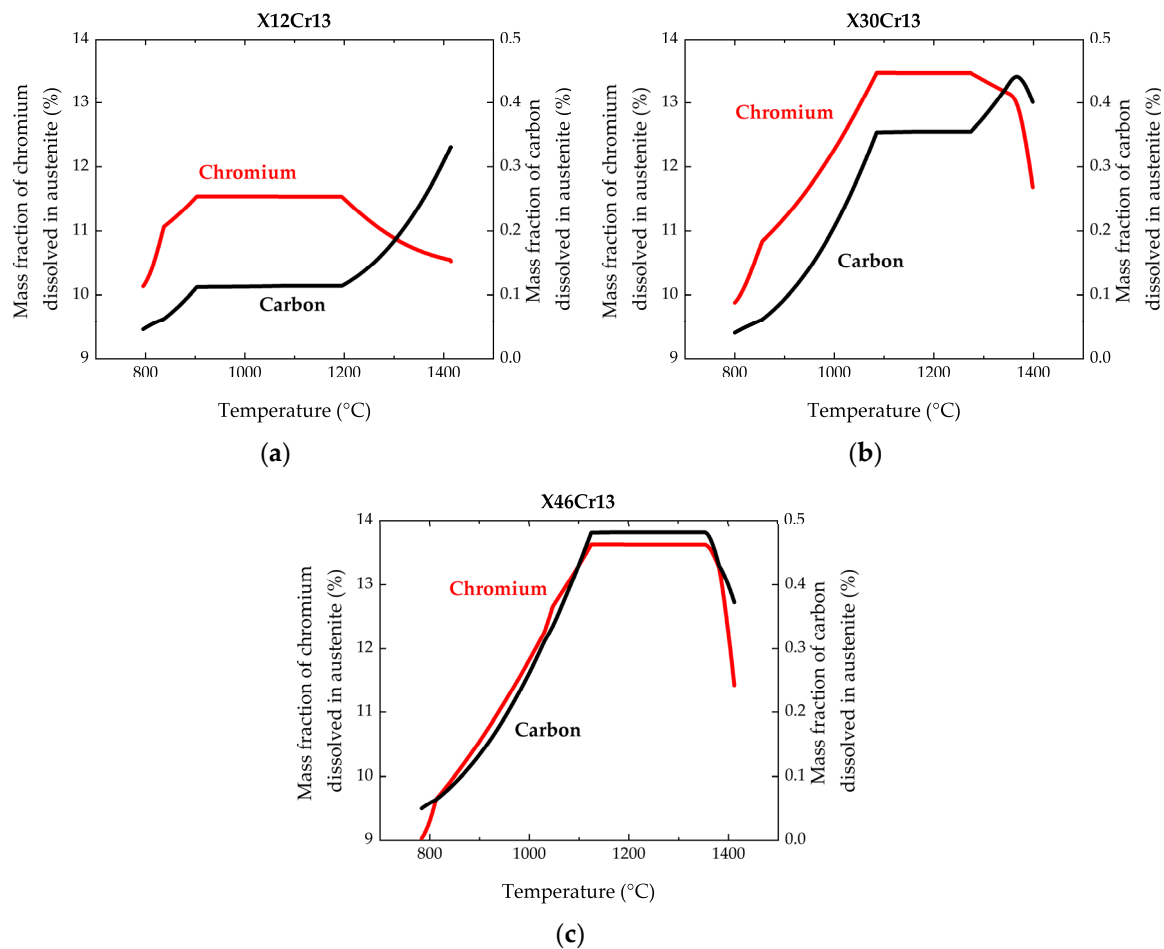 X12Cr13
Mass fraction of chromium
dissolved in austenite (%)
14
13
12
11
10
9
Chromium
Carbon
0.5
0.4
0.3
0.2
0.1
0.0
Mass fraction of carbon
dissolved in austenite (%)
800
1000
1200
1400
Temperature (°C)
(a)
X30Cr13
Mass fraction of chromium
dissolved in austenite (%)
14
13
12
11
10
9
Chromium
Carbon
0.5
0.4
0.3
0.2
0.1
0.0
Mass fraction of carbon
dissolved in austenite (%)
800
1000
1200
1400
Temperature (°C)
(b)
X46Cr13
Mass fraction of chromium
dissolved in austenite (%)
14
13
12
11
10
9
Chromium
Carbon
0.5
0.4
0.3
0.2
0.1
0.0
Mass fraction of carbon
dissolved in austenite (%)
800
1000
1200
1400
Temperature (°C)
(c)